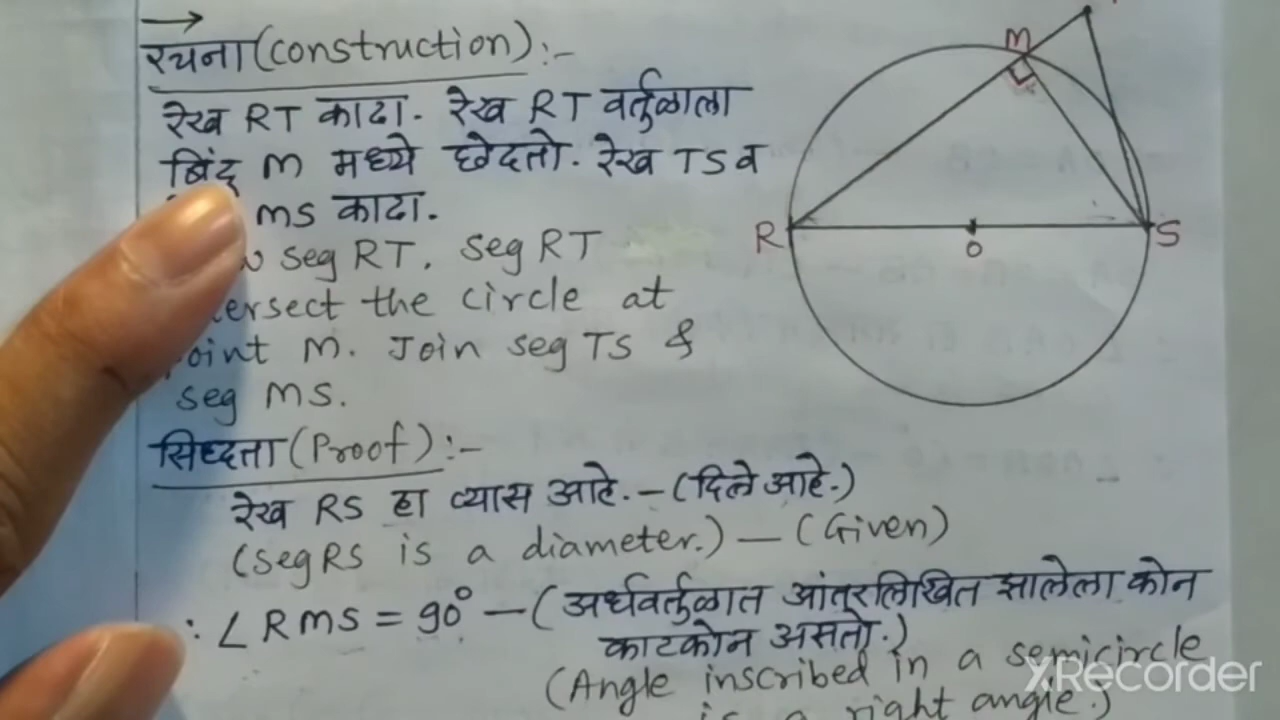 रचना (construction) :-
रेख RT काढा. रेख RT वर्तुळाला
बिंदू M मध्ये छेदतो. रेख TS व
MS काढा.
seg RT. seg RT
tersect the circle at
point M. Join seg TS &
seg MS.
सिध्दता (Proof) :-
रेख RS हा व्यास आहे. – (दिले आहे.)
(seg RS is a diameter.) — (Given)
∴ ∠RMS = 90° – (अर्धवर्तुळात आंतरलिखित झालेला कोन
काटकोन असतो.)
(Angle inscribed in a semicircle
is a right angle.)
M
R
O
S
XRecorder